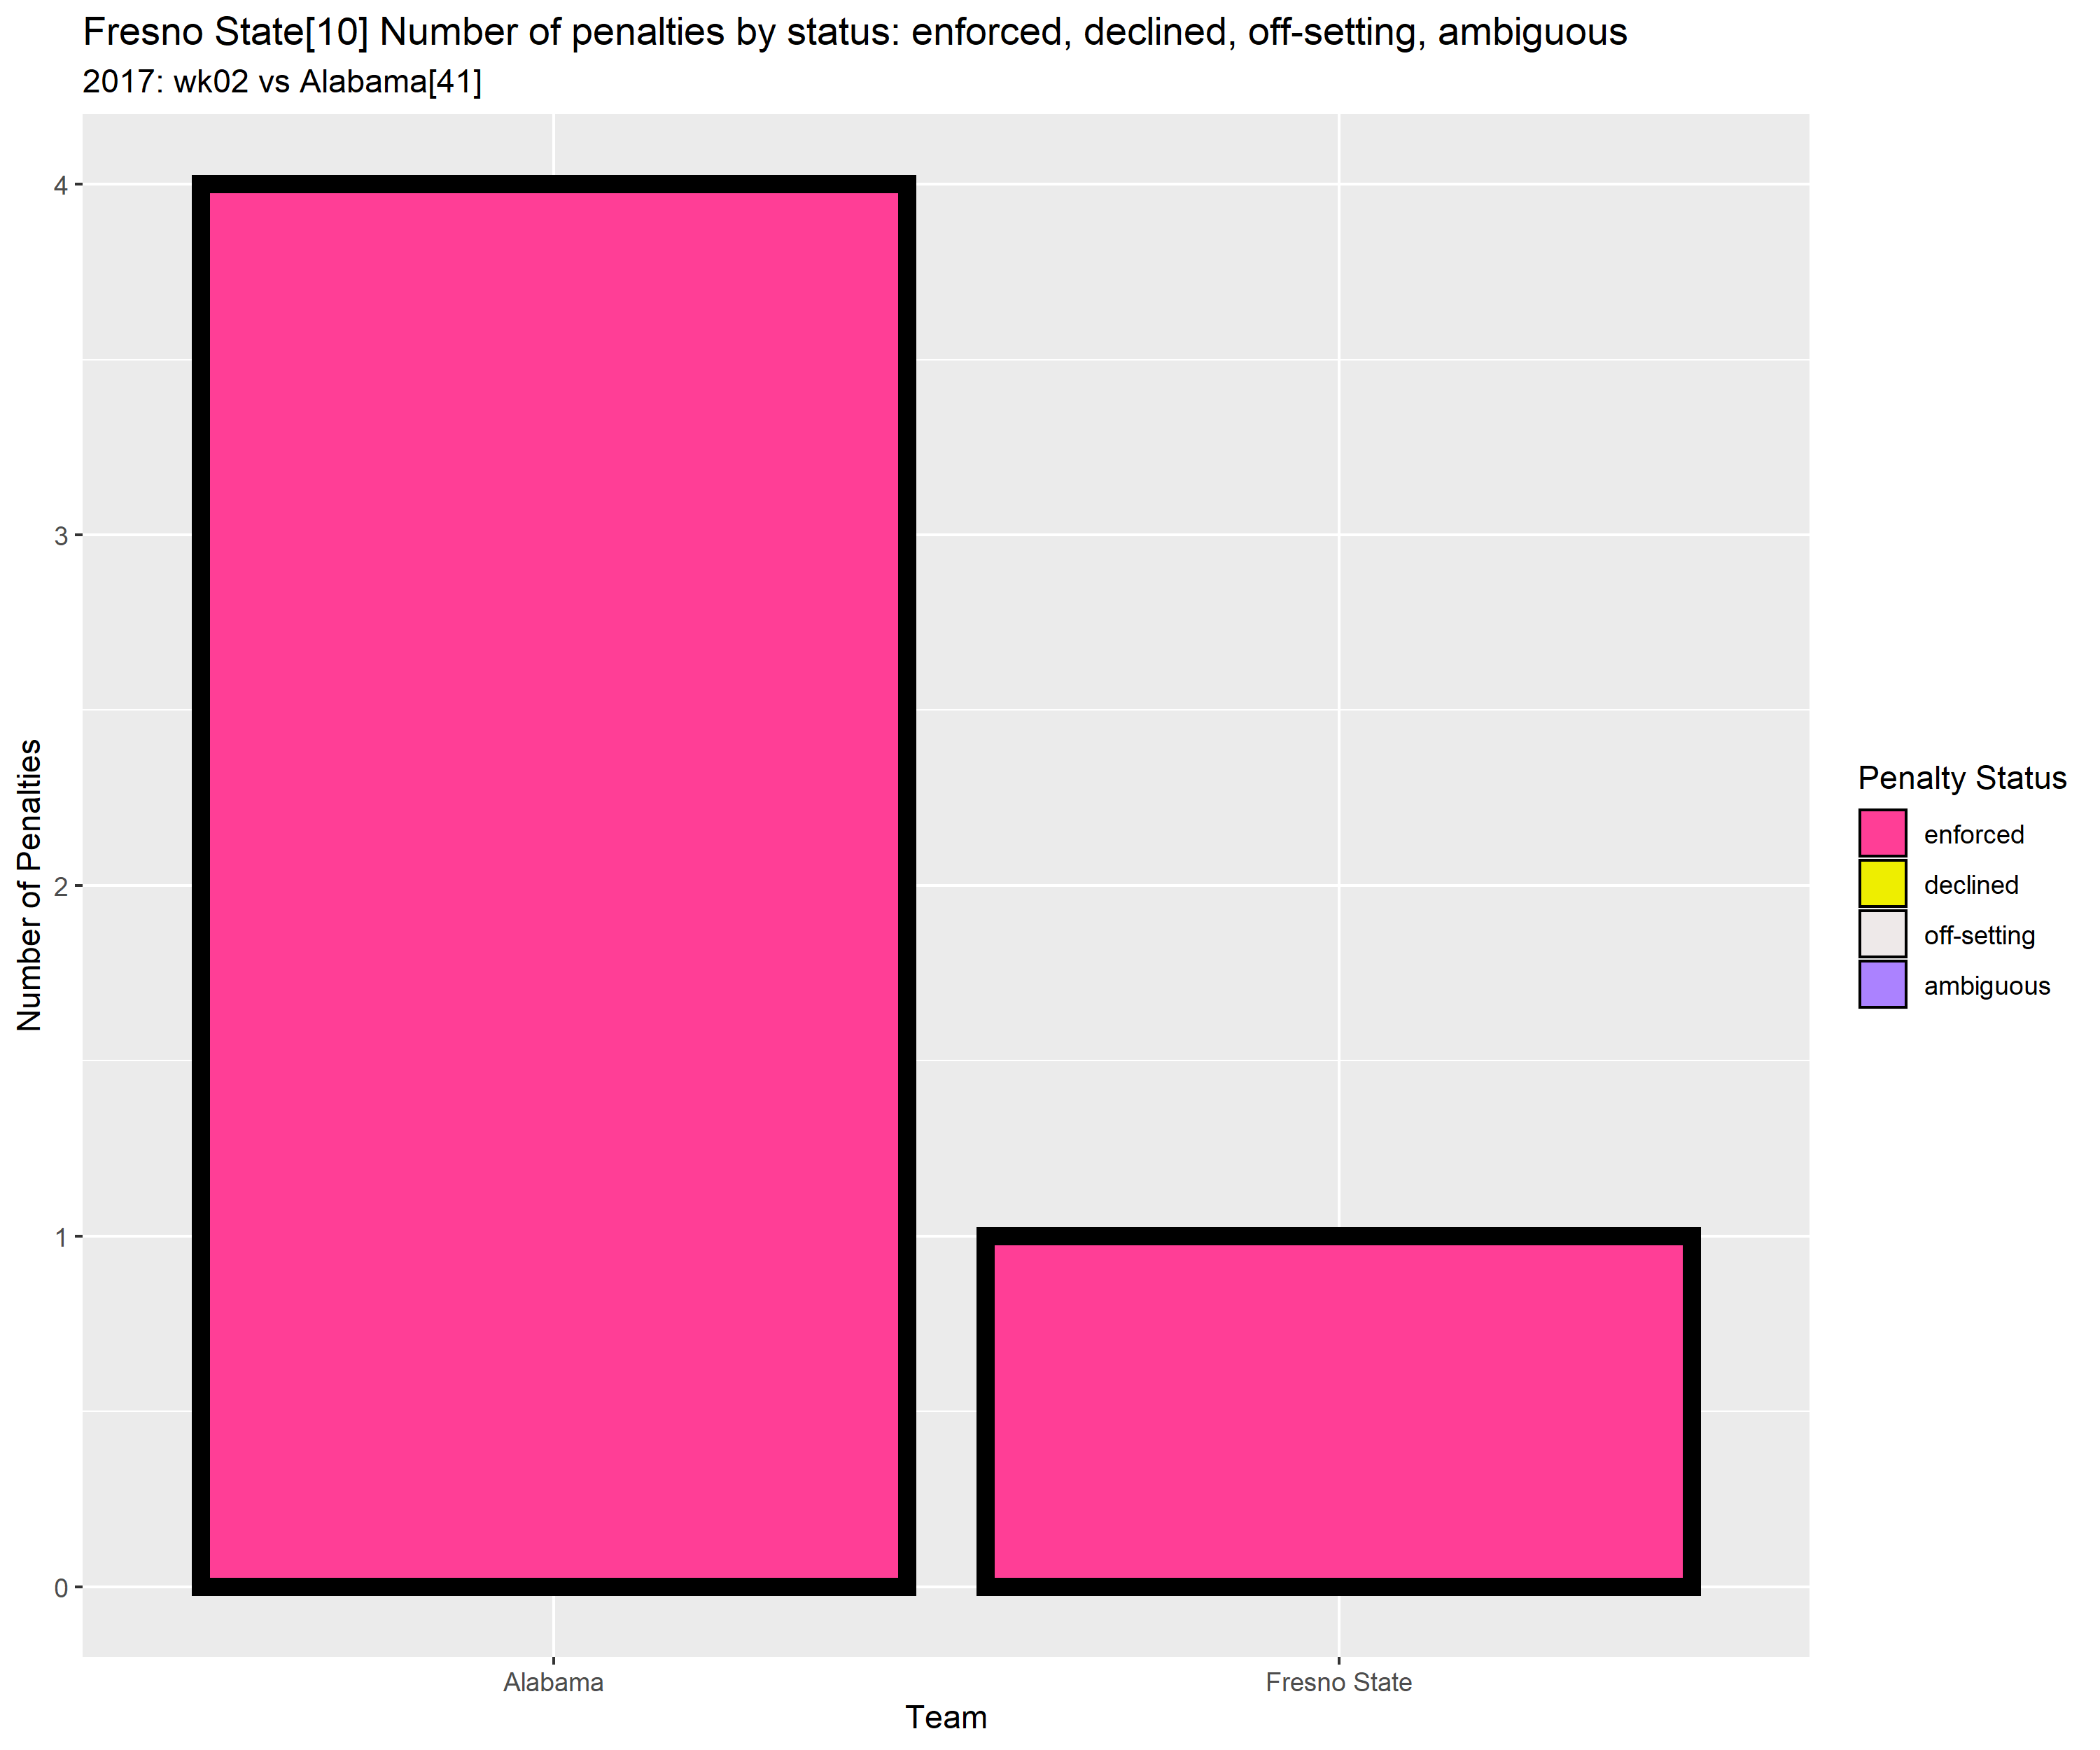 Fresno State[10] Number of penalties by status: enforced, declined, off-setting, ambiguous
2017: wk02 vs Alabama[41]
Number of Penalties
4
3
2
1
0
Alabama
Fresno State
Team
Penalty Status
enforced
declined
off-setting
ambiguous